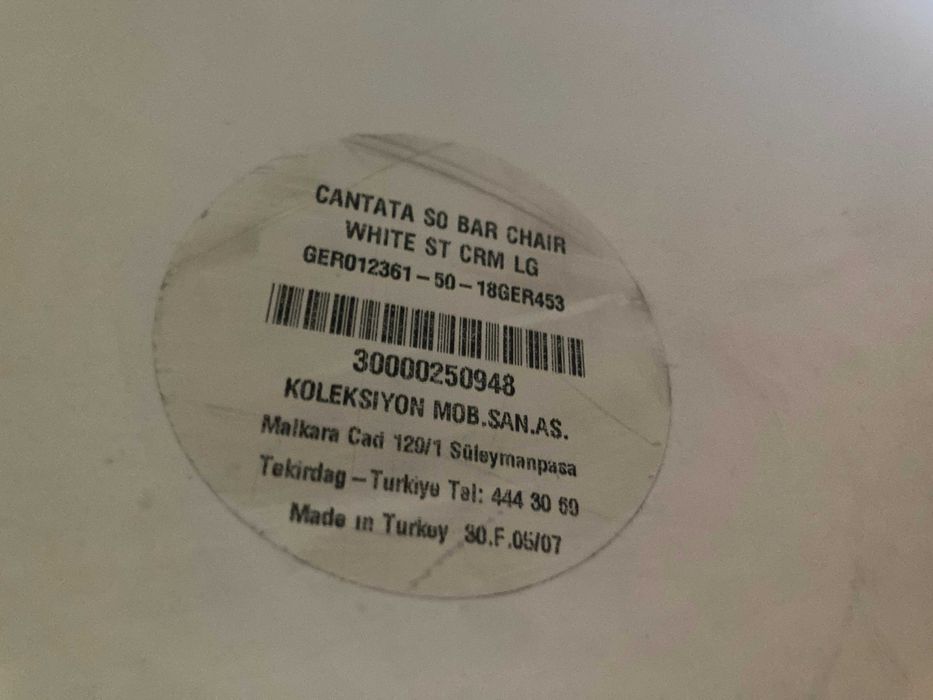 CANTATA SO BAR CHAIR
WHITE ST CRM LG
GER012361-50-18GER453
30000250948
KOLEKSIYON MOB.SAN.AS.
Malkara Cad 129/1 Süleymanpasa
Tekirdag - Turkiye Tel: 444 30 60
Made in Turkey 30.F.05/07